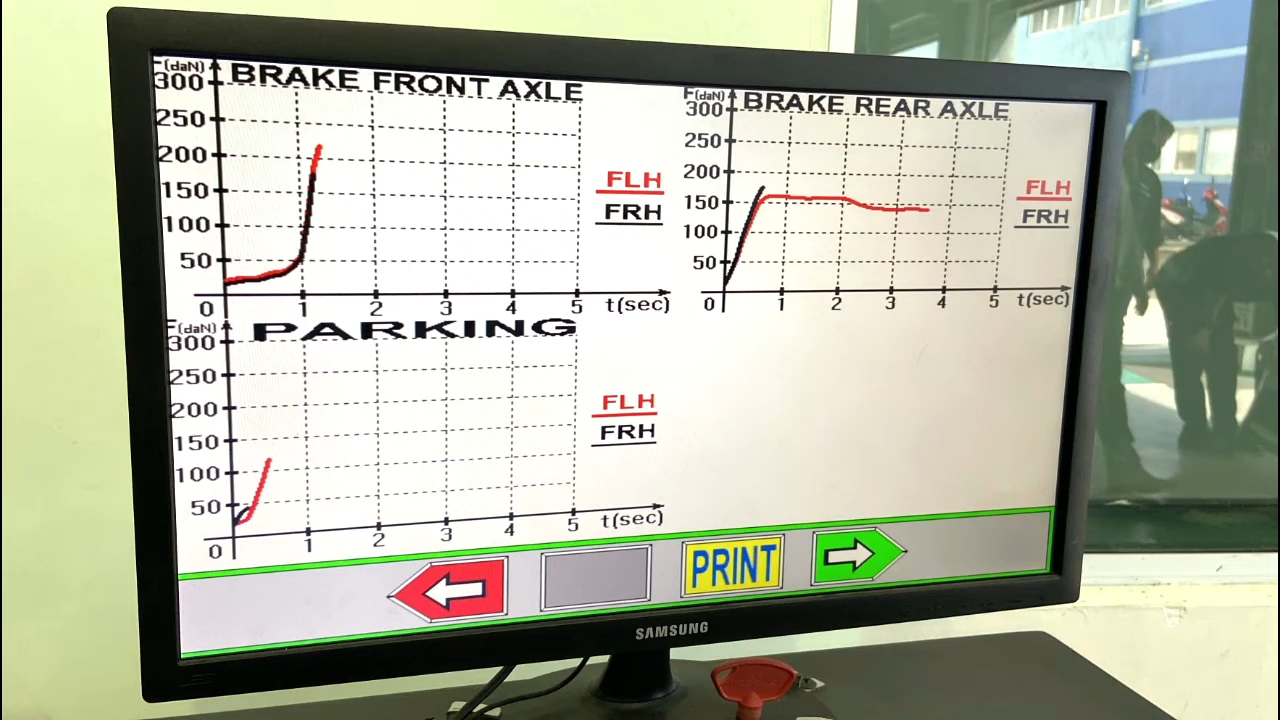 F(daN)
BRAKE FRONT AXLE
300
250
200
150
100
50
0
1
2
3
4
5
t(sec)
FLH
FRH
F(daN)
BRAKE REAR AXLE
300
250
200
150
100
50
0
1
2
3
4
5
t(sec)
FLH
FRH
F(daN)
PARKING
300
250
200
150
100
50
0
1
2
3
4
5
t(sec)
FLH
FRH
PRINT
SAMSUNG